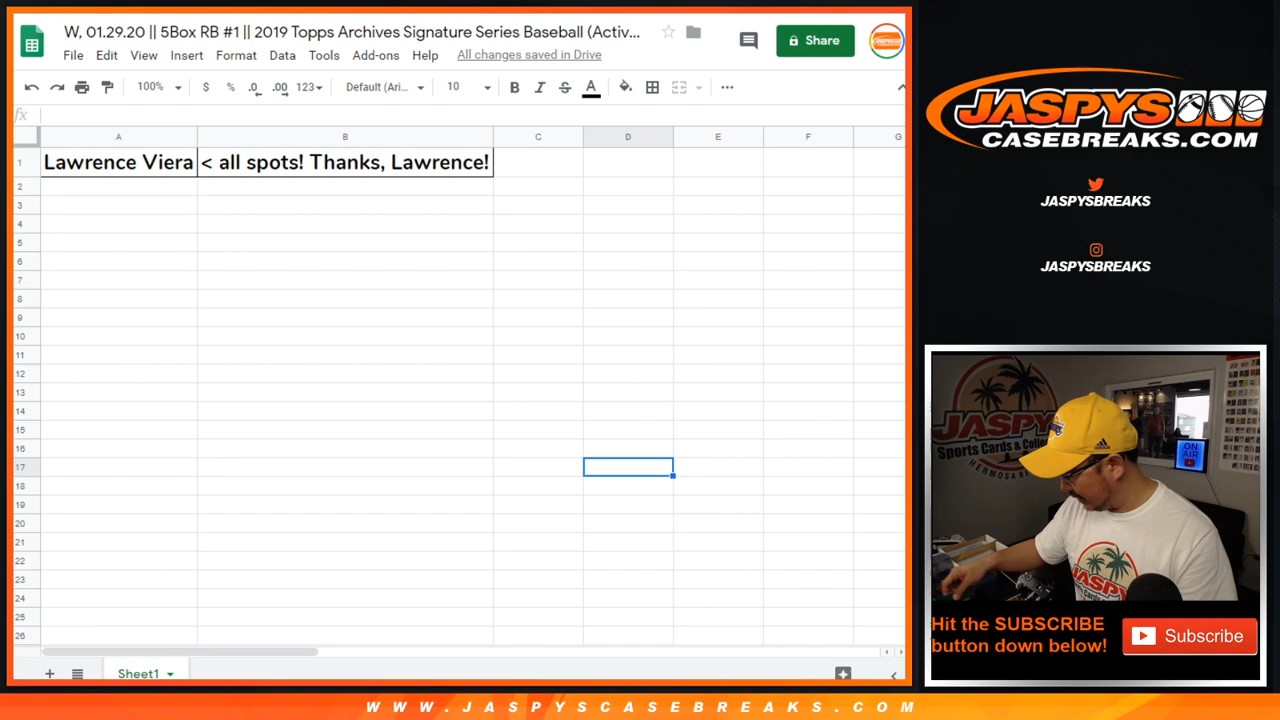 W, 01.29.20 || 5Box RB #1 || 2019 Topps Archives Signature Series Baseball (Activ...
File Edit View Insert Format Data Tools Add-ons Help All changes saved in Drive
Share
100% $ % .0 .00 123 Default (Ari... 10 B I S A
fx
A B C D E F G
1 Lawrence Viera < all spots! Thanks, Lawrence!
2
3
4
5
6
7
8
9
10
11
12
13
14
15
16
17
18
19
20
21
22
23
24
25
26
Sheet1
JASPYS
CASEBREAKS.COM
JASPYSBREAKS
JASPYSBREAKS
JASPY
Sports Cards & Colle
HERMOSA BE
ON
AIR
JASPYS
Hit the SUBSCRIBE
button down below!
Subscribe
WWW.JASPYSCASEBREAKS.COM